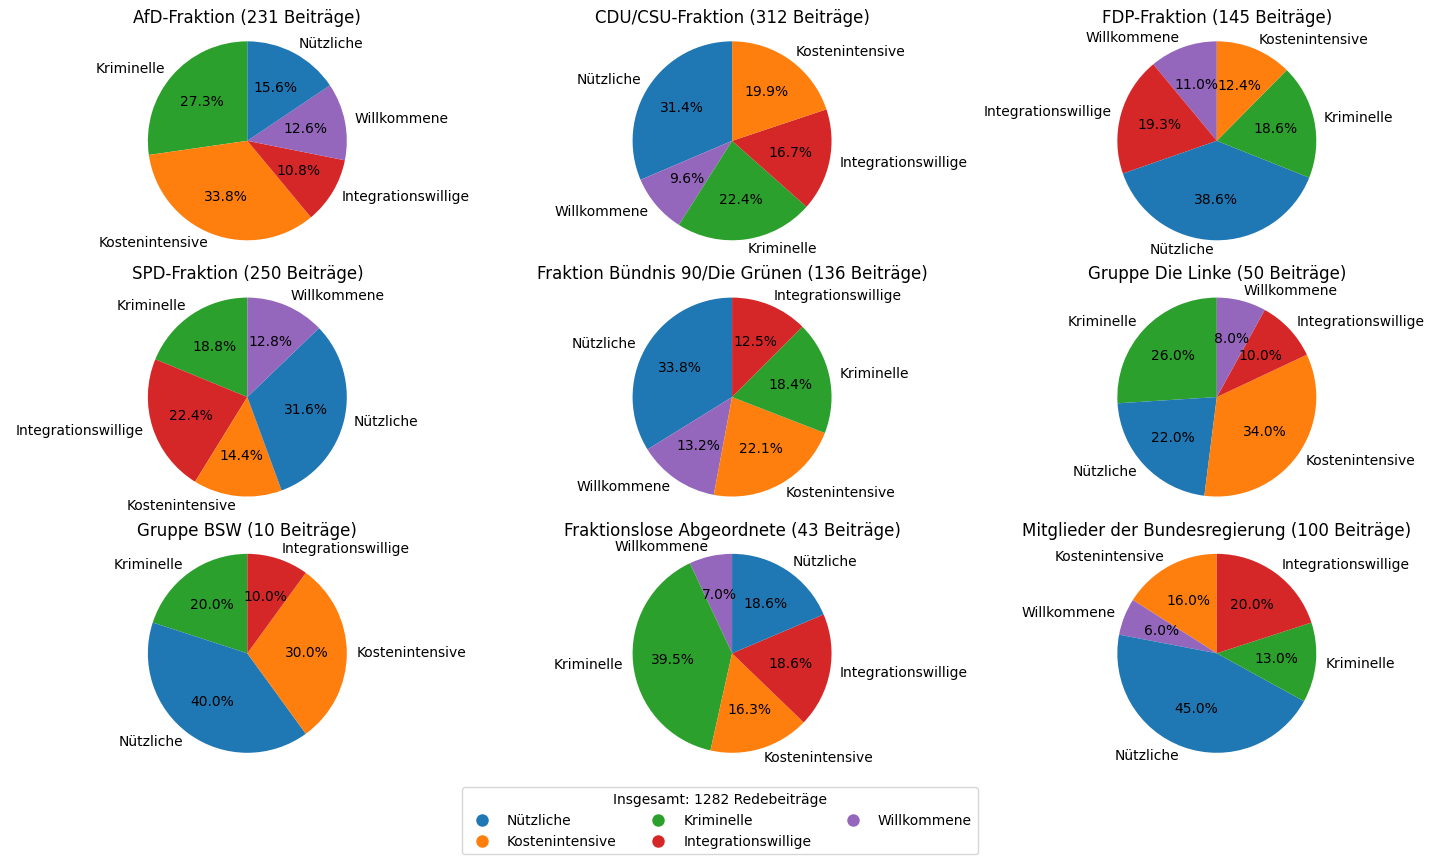 AfD-Fraktion (231 Beiträge)
Nützliche
15.6%
Kriminelle
27.3%
Willkommene
12.6%
10.8%
Integrationswillige
33.8%
Kostenintensive
CDU/CSU-Fraktion (312 Beiträge)
Kostenintensive
19.9%
Nützliche
31.4%
16.7%
Integrationswillige
9.6%
Willkommene
22.4%
Kriminelle
FDP-Fraktion (145 Beiträge)
Willkommene
11.0%
Kostenintensive
12.4%
Integrationswillige
19.3%
18.6%
Kriminelle
38.6%
Nützliche
SPD-Fraktion (250 Beiträge)
Willkommene
12.8%
Kriminelle
18.8%
22.4%
Integrationswillige
31.6%
Nützliche
14.4%
Kostenintensive
Fraktion Bündnis 90/Die Grünen (136 Beiträge)
Integrationswillige
12.5%
Nützliche
33.8%
18.4%
Kriminelle
13.2%
Willkommene
22.1%
Kostenintensive
Gruppe Die Linke (50 Beiträge)
Willkommene
8.0%
Integrationswillige
10.0%
Kriminelle
26.0%
22.0%
Nützliche
34.0%
Kostenintensive
Gruppe BSW (10 Beiträge)
Integrationswillige
10.0%
Kriminelle
20.0%
30.0%
Kostenintensive
40.0%
Nützliche
Fraktionslose Abgeordnete (43 Beiträge)
Willkommene
7.0%
Nützliche
18.6%
Kriminelle
39.5%
18.6%
Integrationswillige
16.3%
Kostenintensive
Mitglieder der Bundesregierung (100 Beiträge)
Kostenintensive
16.0%
Integrationswillige
20.0%
Willkommene
6.0%
13.0%
Kriminelle
45.0%
Nützliche
Insgesamt: 1282 Redebeiträge
Nützliche
Kostenintensive
Kriminelle
Integrationswillige
Willkommene